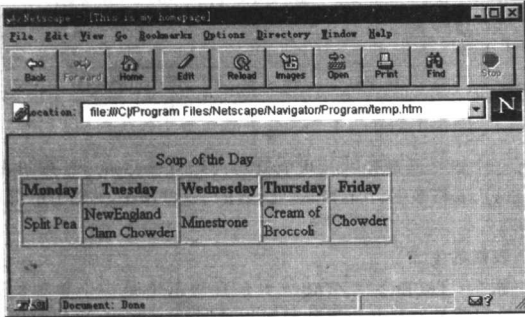 Netscape - [This is my homepage]
File Edit View Go Bookmarks Options Directory Window Help
Back Forward Home Edit Reload Images Open Print Find Stop
Location: file:///C|/Program Files/Netscape/Navigator/Program/temp.htm
N
Soup of the Day
Monday Tuesday Wednesday Thursday Friday
Split Pea NewEngland Clam Chowder Minestrone Cream of Broccoli Chowder
Document: Done